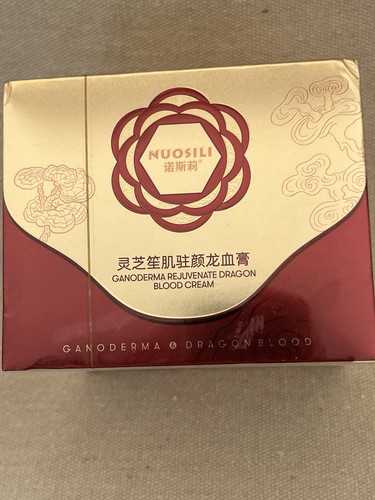 NUOSILI
诺斯莉®
灵芝笙肌驻颜龙血膏
GANODERMA REJUVENATE DRAGON
BLOOD CREAM
GANODERMA & DRAGON BLOOD